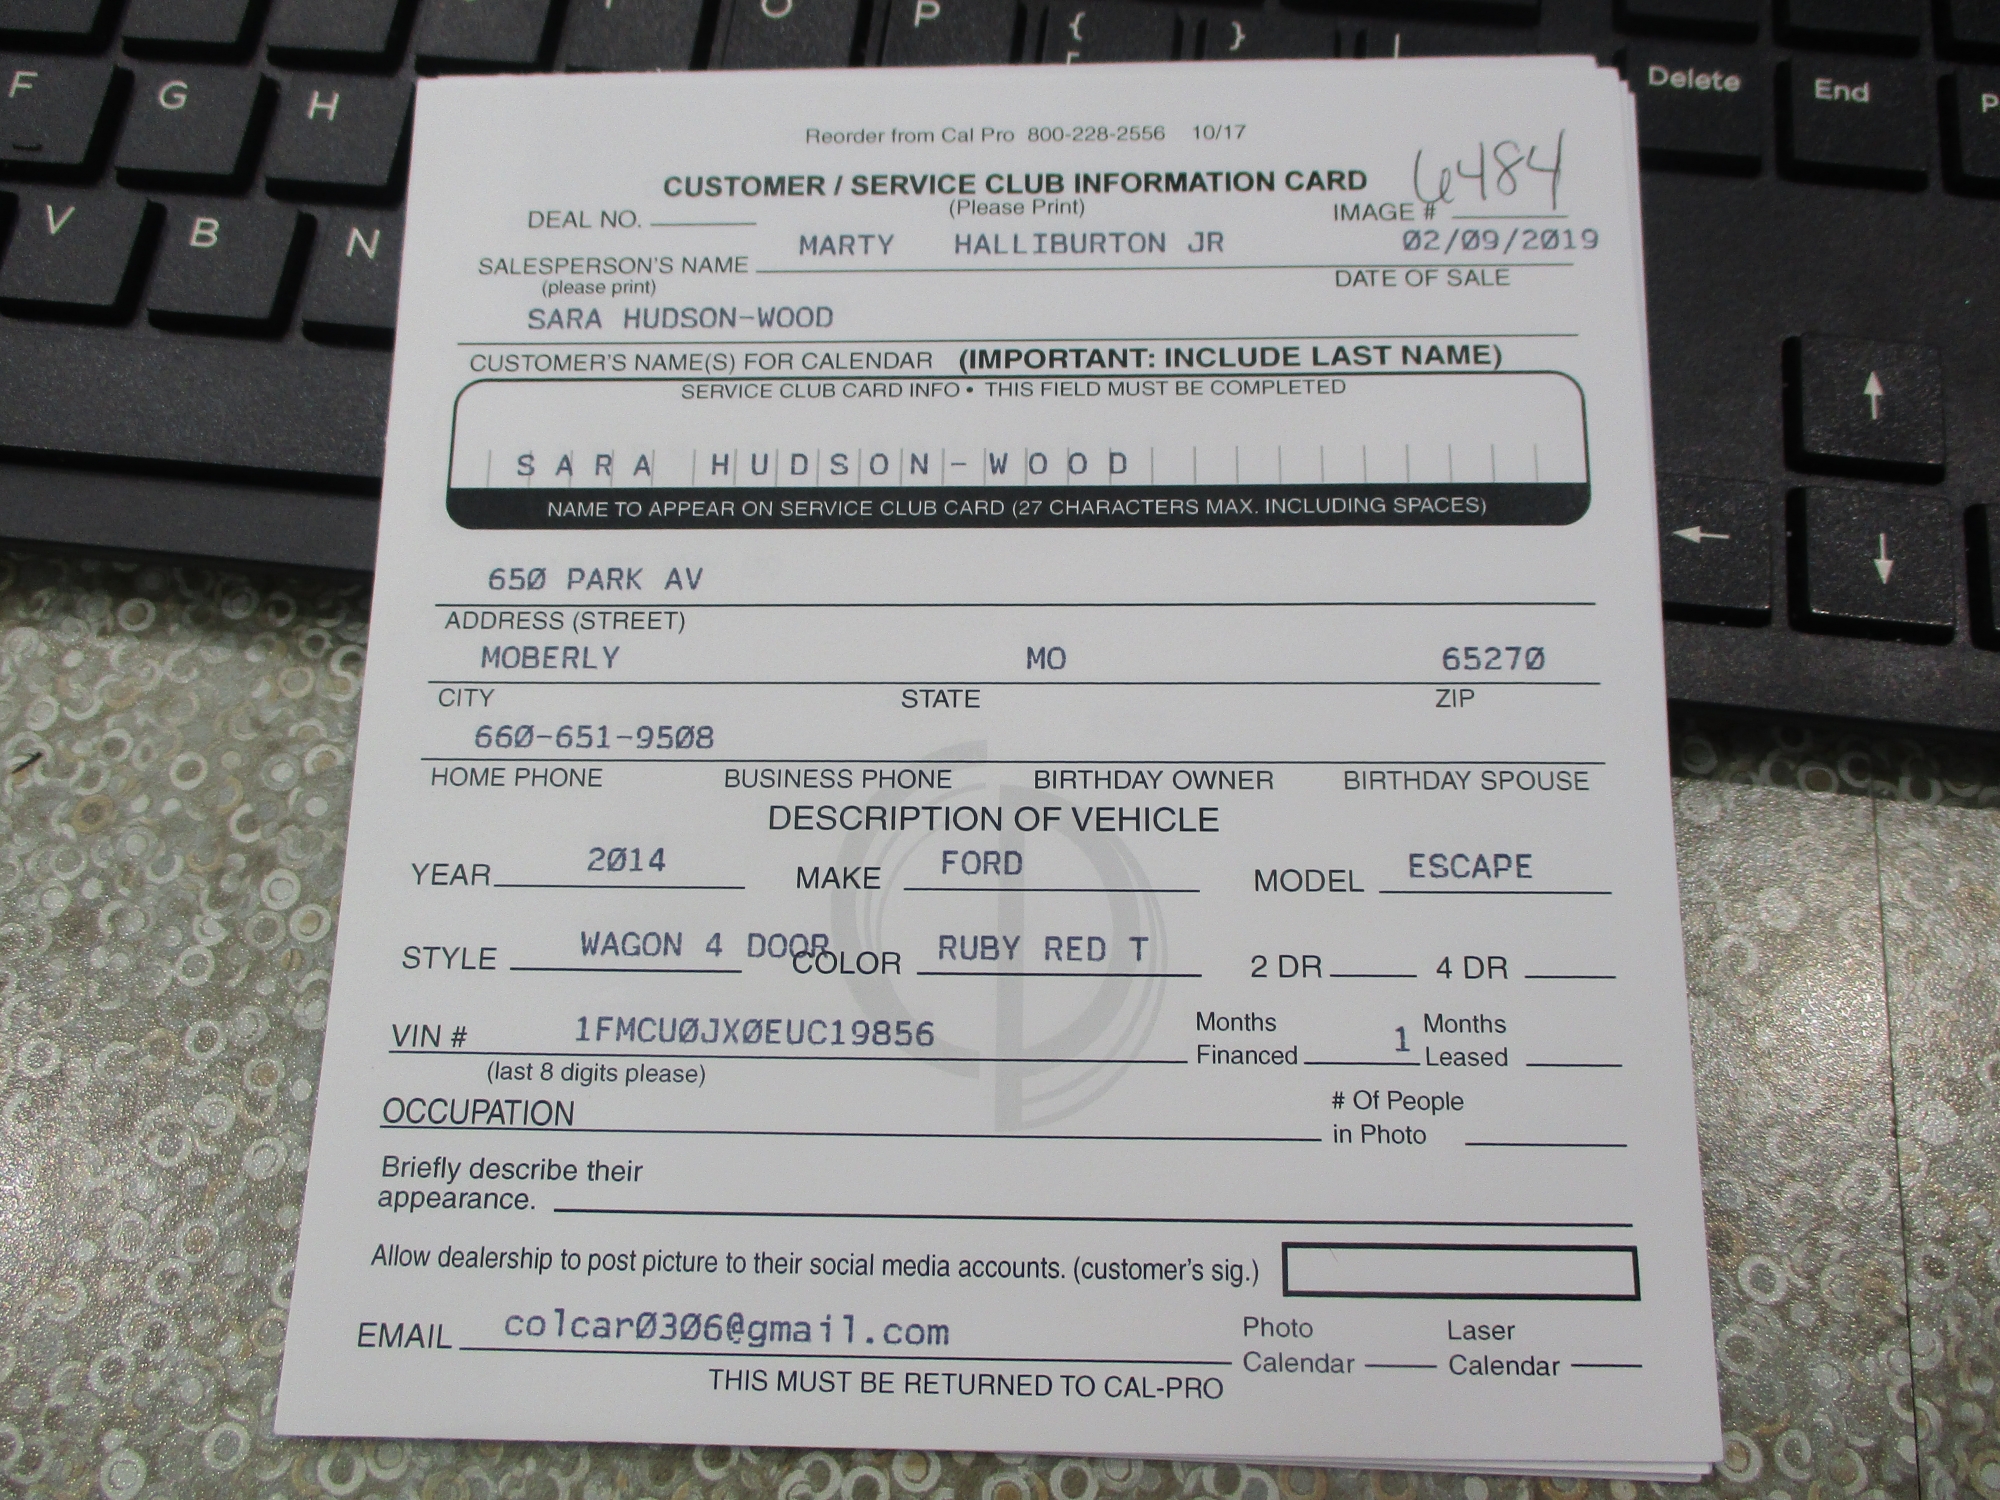 F G H O P { [ } | Delete End P
V B N
Reorder from Cal Pro 800-228-2556 10/17
CUSTOMER / SERVICE CLUB INFORMATION CARD
(Please Print)
DEAL NO.
IMAGE # 6484
MARTY HALLIBURTON JR 02/09/2019
SALESPERSON'S NAME DATE OF SALE
(please print)
SARA HUDSON-WOOD
CUSTOMER'S NAME(S) FOR CALENDAR (IMPORTANT: INCLUDE LAST NAME)
SERVICE CLUB CARD INFO • THIS FIELD MUST BE COMPLETED
SARA HUDSON-WOOD
NAME TO APPEAR ON SERVICE CLUB CARD (27 CHARACTERS MAX. INCLUDING SPACES)
650 PARK AV
ADDRESS (STREET)
MOBERLY MO 65270
CITY STATE ZIP
660-651-9508
HOME PHONE BUSINESS PHONE BIRTHDAY OWNER BIRTHDAY SPOUSE
DESCRIPTION OF VEHICLE
YEAR 2014 MAKE FORD MODEL ESCAPE
STYLE WAGON 4 DOOR COLOR RUBY RED T 2 DR 4 DR
VIN # 1FMCU0JX0EUC19856 Months Financed 1 Months Leased
(last 8 digits please)
OCCUPATION # Of People in Photo
Briefly describe their
appearance.
Allow dealership to post picture to their social media accounts. (customer's sig.)
EMAIL colcar0306@gmail.com Photo Calendar Laser Calendar
THIS MUST BE RETURNED TO CAL-PRO